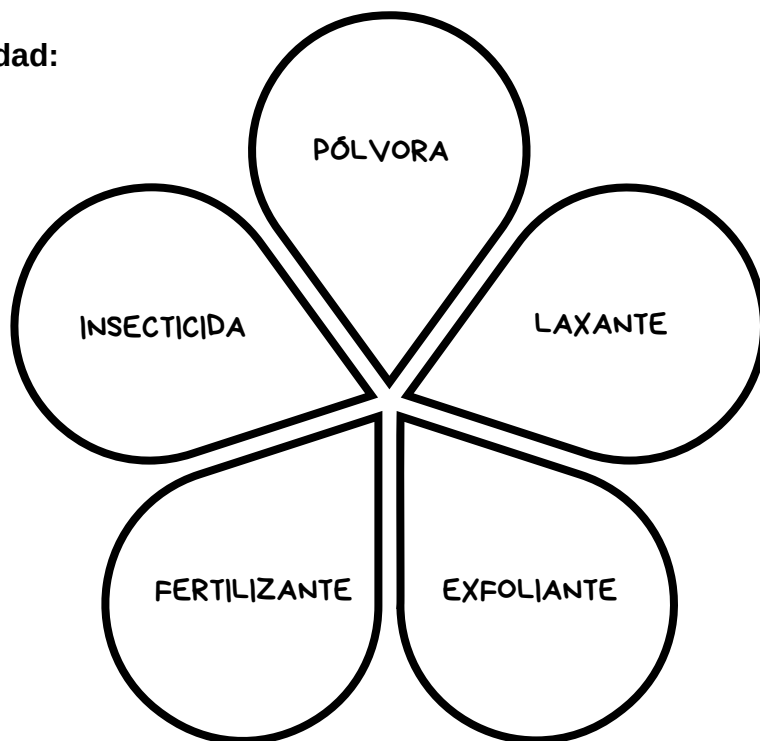 dad:
PÓLVORA
INSECTICIDA
LAXANTE
FERTILIZANTE
EXFOLIANTE